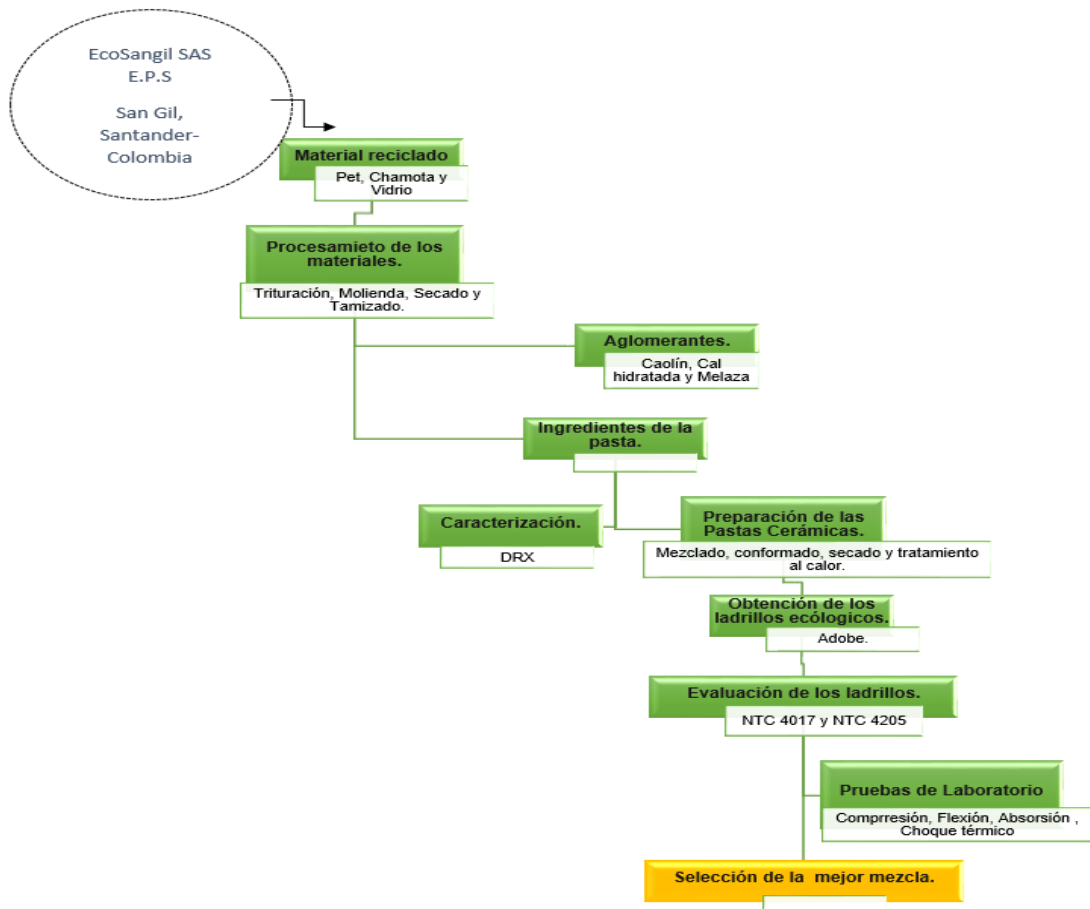 EcoSangil SAS
E.P.S
San Gil,
Santander-
Colombia
Material reciclado
Pet, Chamota y
Vidrio
Procesamieto de los
materiales.
Trituración, Molienda, Secado y
Tamizado.
Aglomerantes.
Caolín, Cal
hidratada y Melaza
Ingredientes de la
pasta.
Caracterización.
DRX
Preparación de las
Pastas Cerámicas.
Mezclado, conformado, secado y tratamiento
al calor.
Obtención de los
ladrillos ecólogicos.
Adobe.
Evaluación de los ladrillos.
NTC 4017 y NTC 4205
Pruebas de Laboratorio
Comprresión, Flexión, Absorsión ,
Choque térmico
Selección de la mejor mezcla.